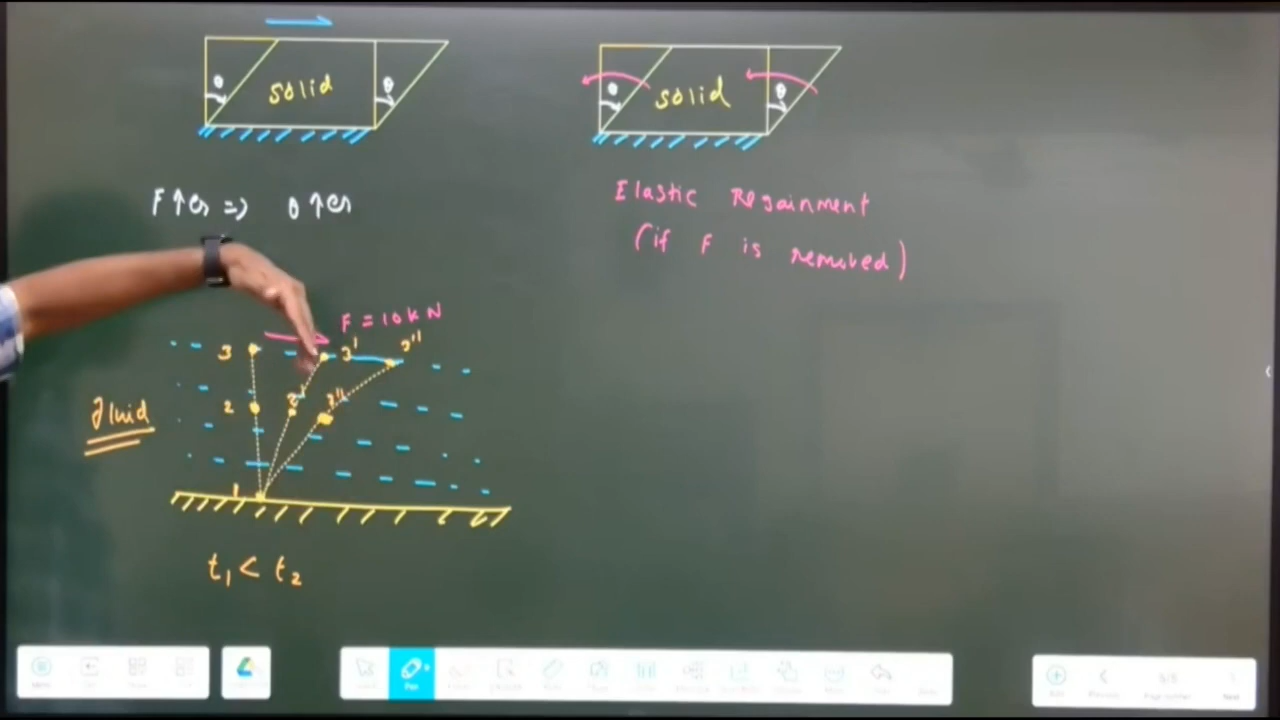 θ solid θ
θ solid θ
F↑es => θ↑es
Elastic Regainment
(if F is removed)
F = 10 kN
3 3' 3''
2 2' 2''
fluid
1
t₁ < t₂
Pen